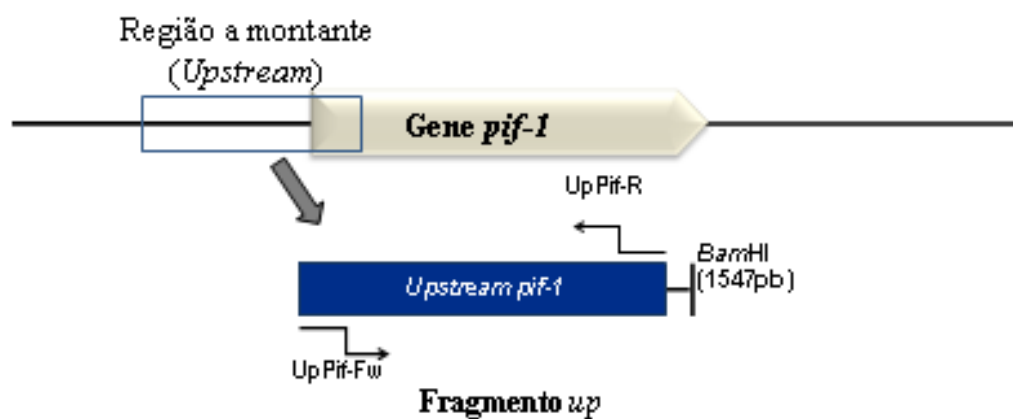 Região a montante
(Upstream)
Gene pif-1
UpPif-R
BamHI
(1547pb)
Upstream pif-1
UpPif-Fw
Fragmento up